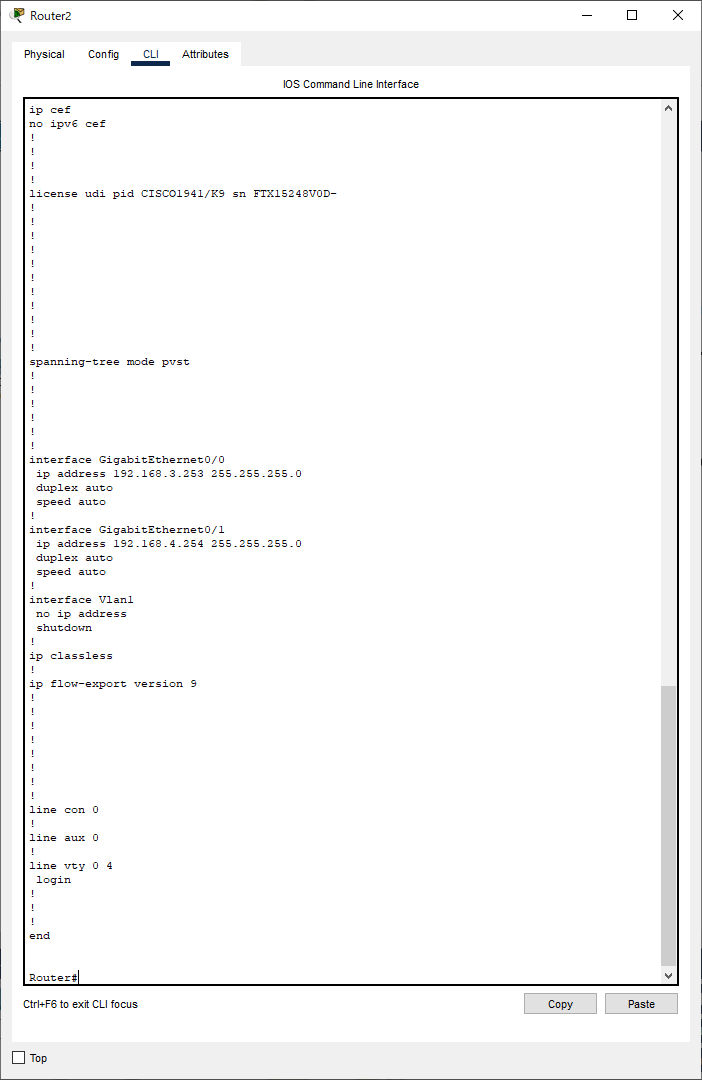 Router2
Physical Config CLI Attributes
IOS Command Line Interface
ip cef
no ipv6 cef
!
!
!
!
license udi pid CISCO1941/K9 sn FTX15248V0D-
!
!
!
!
!
!
!
!
!
!
!
spanning-tree mode pvst
!
!
!
!
!
!
interface GigabitEthernet0/0
 ip address 192.168.3.253 255.255.255.0
 duplex auto
 speed auto
!
interface GigabitEthernet0/1
 ip address 192.168.4.254 255.255.255.0
 duplex auto
 speed auto
!
interface Vlan1
 no ip address
 shutdown
!
ip classless
!
ip flow-export version 9
!
!
!
!
!
!
!
!
line con 0
!
line aux 0
!
line vty 0 4
 login
!
!
!
end
Router#
Ctrl+F6 to exit CLI focus Copy Paste
Top